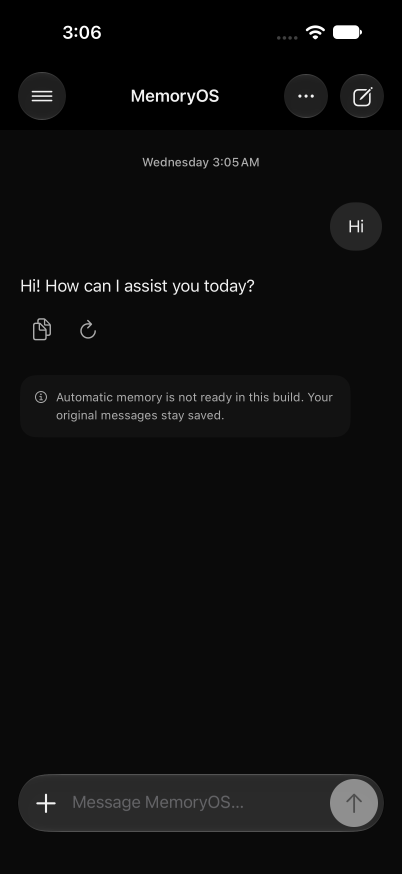 3:06
MemoryOS
Wednesday 3:05 AM
Hi
Hi! How can I assist you today?
Automatic memory is not ready in this build. Your
original messages stay saved.
Message MemoryOS...